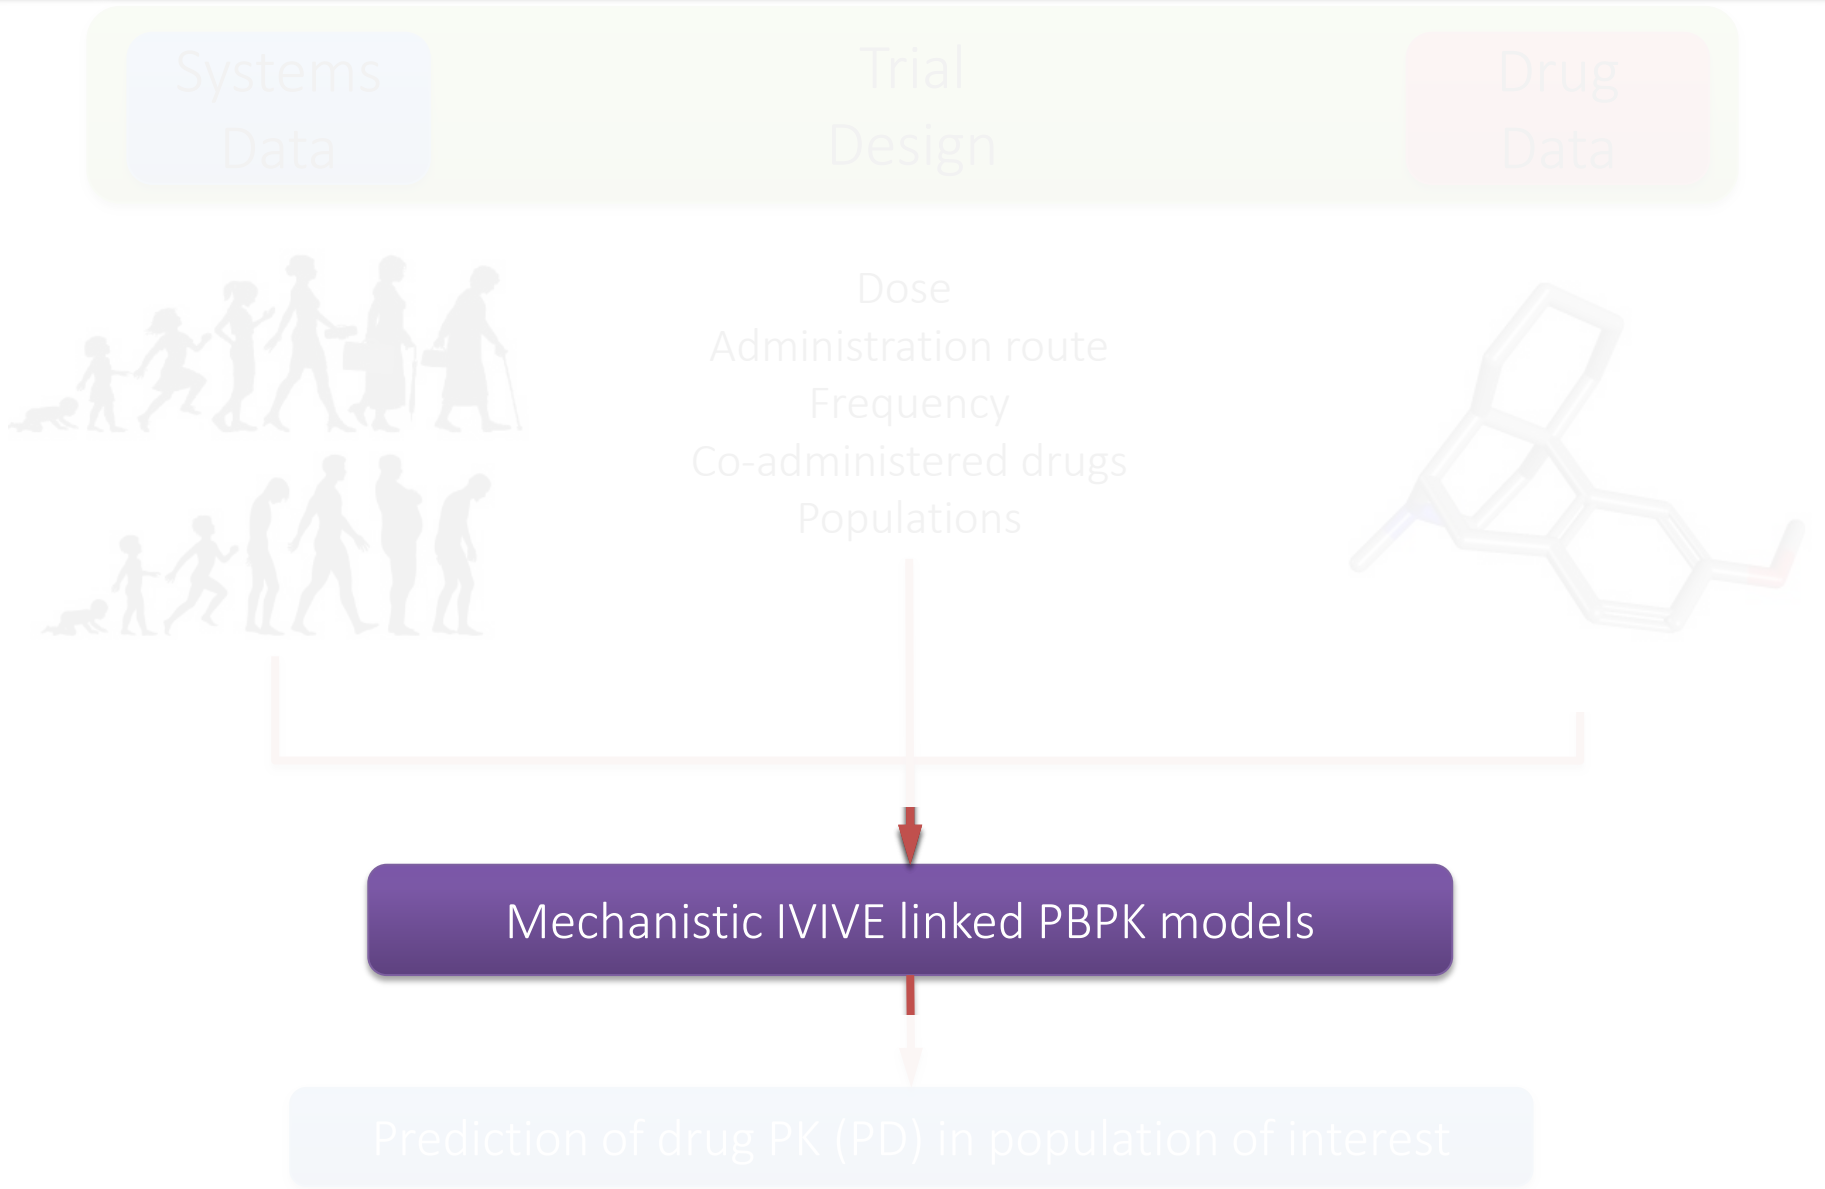 Systems
Data
Trial
Design
Drug
Data
Dose
Administration route
Frequency
Co-administered drugs
Populations
Mechanistic IVIVE linked PBPK models
Prediction of drug PK (PD) in population of interest